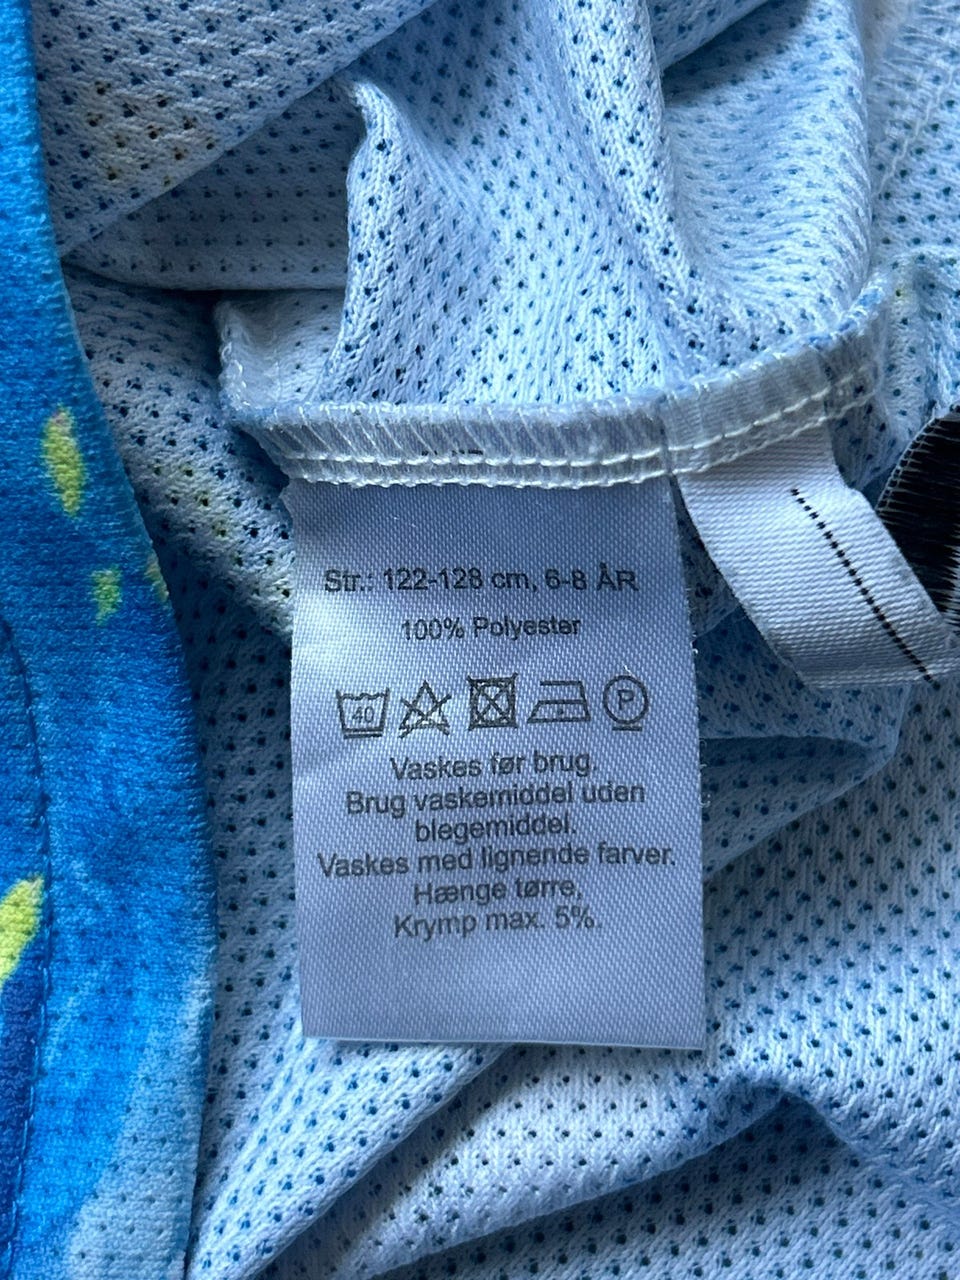 Str.: 122-128 cm, 6-8 ÅR
100% Polyester
40 P
Vaskes før brug.
Brug vaskemiddel uden
blegemiddel.
Vaskes med lignende farver.
Hænge tørre,
Krymp max. 5%.